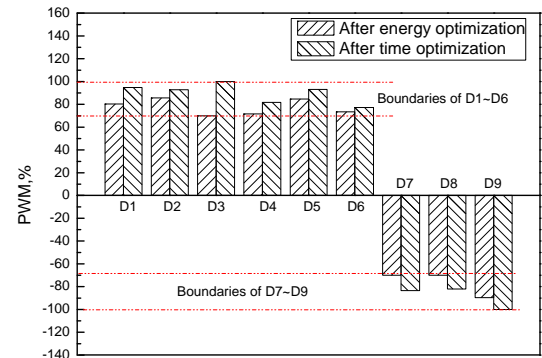 160
140
120
100
80
60
40
20
0
-20
-40
-60
-80
-100
-120
-140
PWM,%
After energy optimization
After time optimization
Boundaries of D1~D6
D1 D2 D3 D4 D5 D6
D7 D8 D9
Boundaries of D7~D9